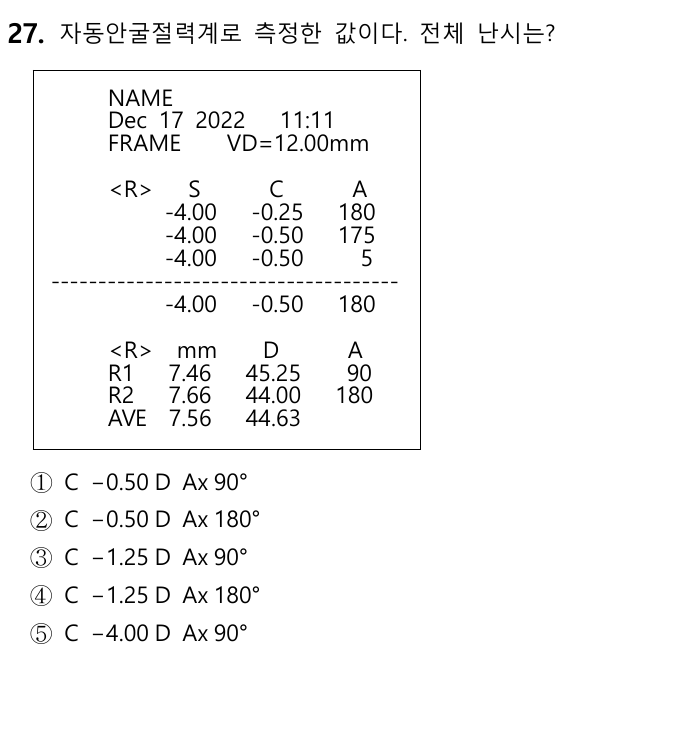 27. 자동안굴절력계로 측정한 값이다. 전체 난시는?
NAME
Dec 17 2022 11:11
FRAME VD=12.00mm
<R> S C A
-4.00 -0.25 180
-4.00 -0.50 175
-4.00 -0.50 5
-4.00 -0.50 180
<R> mm D A
R1 7.46 45.25 90
R2 7.66 44.00 180
AVE 7.56 44.63
① C −0.50 D Ax 90°
② C −0.50 D Ax 180°
③ C −1.25 D Ax 90°
④ C −1.25 D Ax 180°
⑤ C −4.00 D Ax 90°